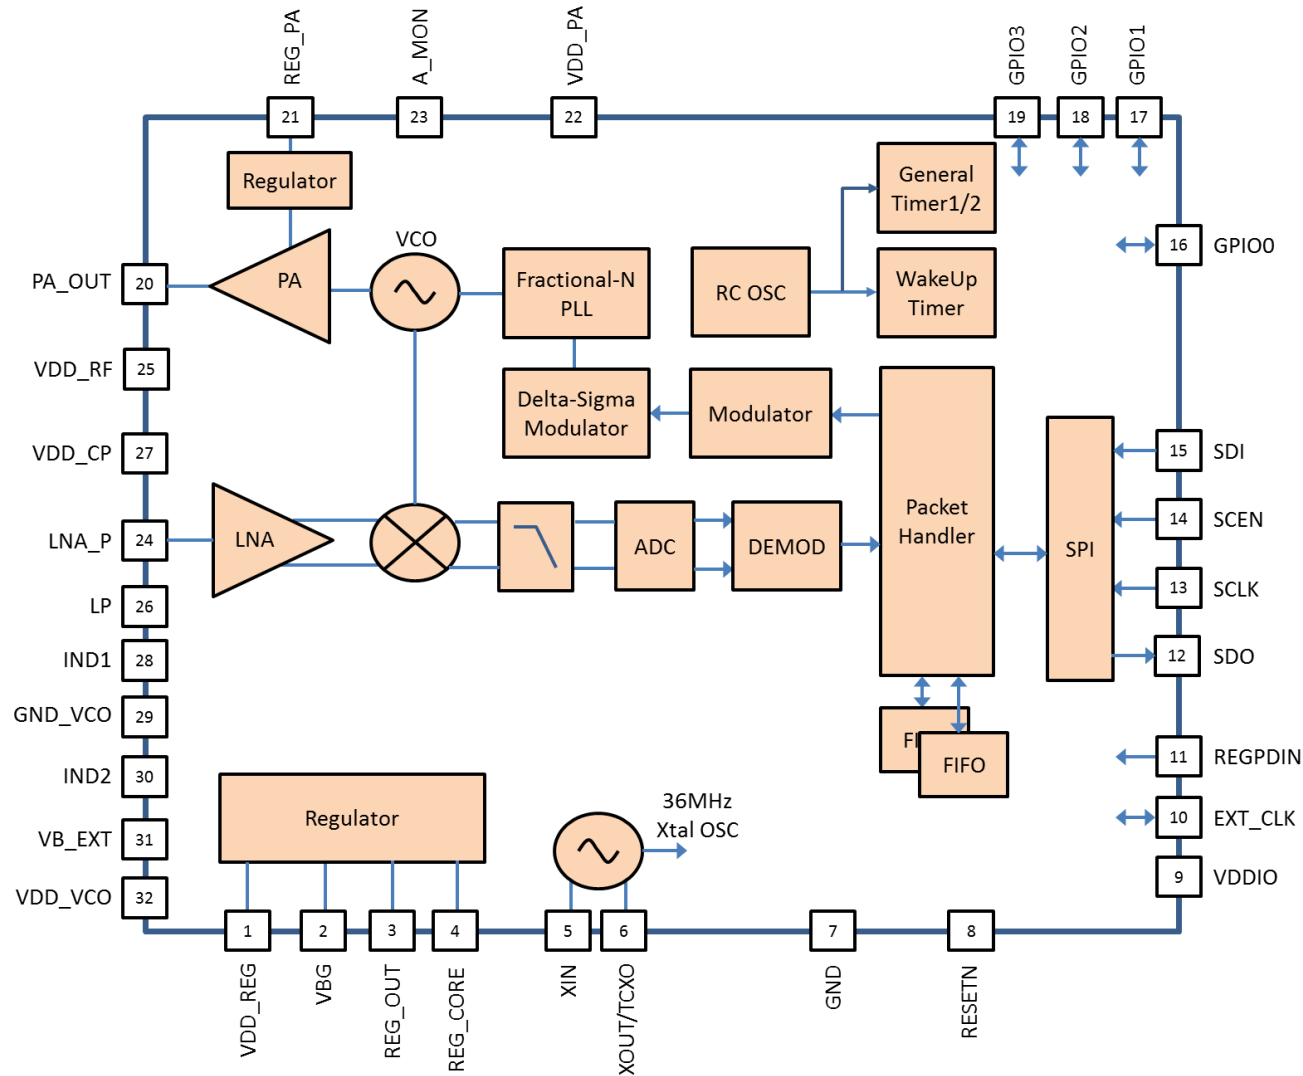 REG_PA
A_MON
VDD_PA
GPIO3
GPIO2
GPIO1
21
23
22
19
18
17
Regulator
General
Timer1/2
VCO
16
GPIO0
PA_OUT
20
PA
Fractional-N
PLL
RC OSC
WakeUp
Timer
VDD_RF
25
Delta-Sigma
Modulator
Modulator
VDD_CP
27
15
SDI
Packet
Handler
LNA_P
24
LNA
ADC
DEMOD
SPI
14
SCEN
13
SCLK
LP
26
IND1
28
12
SDO
GND_VCO
29
FI
FIFO
11
REGPDIN
IND2
30
Regulator
36MHz
Xtal OSC
10
EXT_CLK
VB_EXT
31
9
VDDIO
VDD_VCO
32
1
2
3
4
5
6
7
8
VDD_REG
VBG
REG_OUT
REG_CORE
XIN
XOUT/TCXO
GND
RESETN